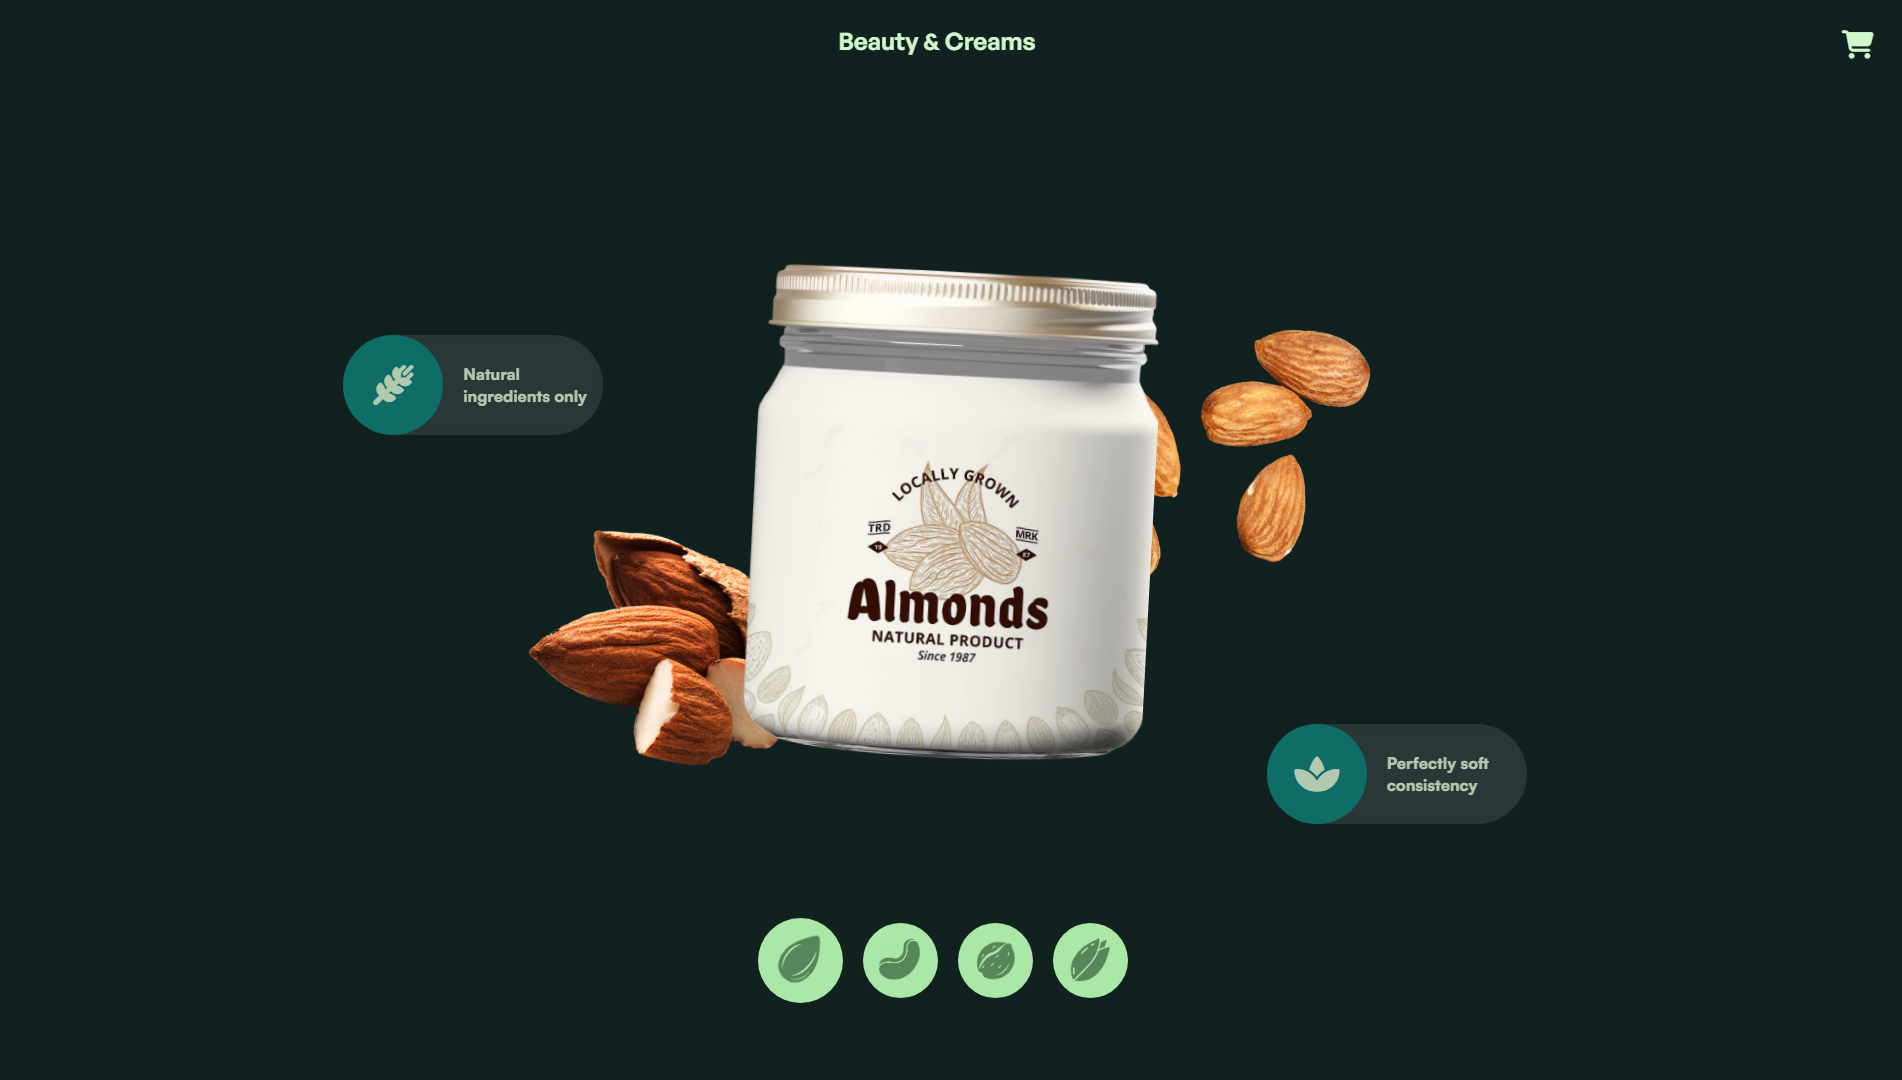 Beauty & Creams
Natural
ingredients only
LOCALLY GROWN
TRD
MRK
19
87
Almonds
NATURAL PRODUCT
Since 1987
Perfectly soft
consistency